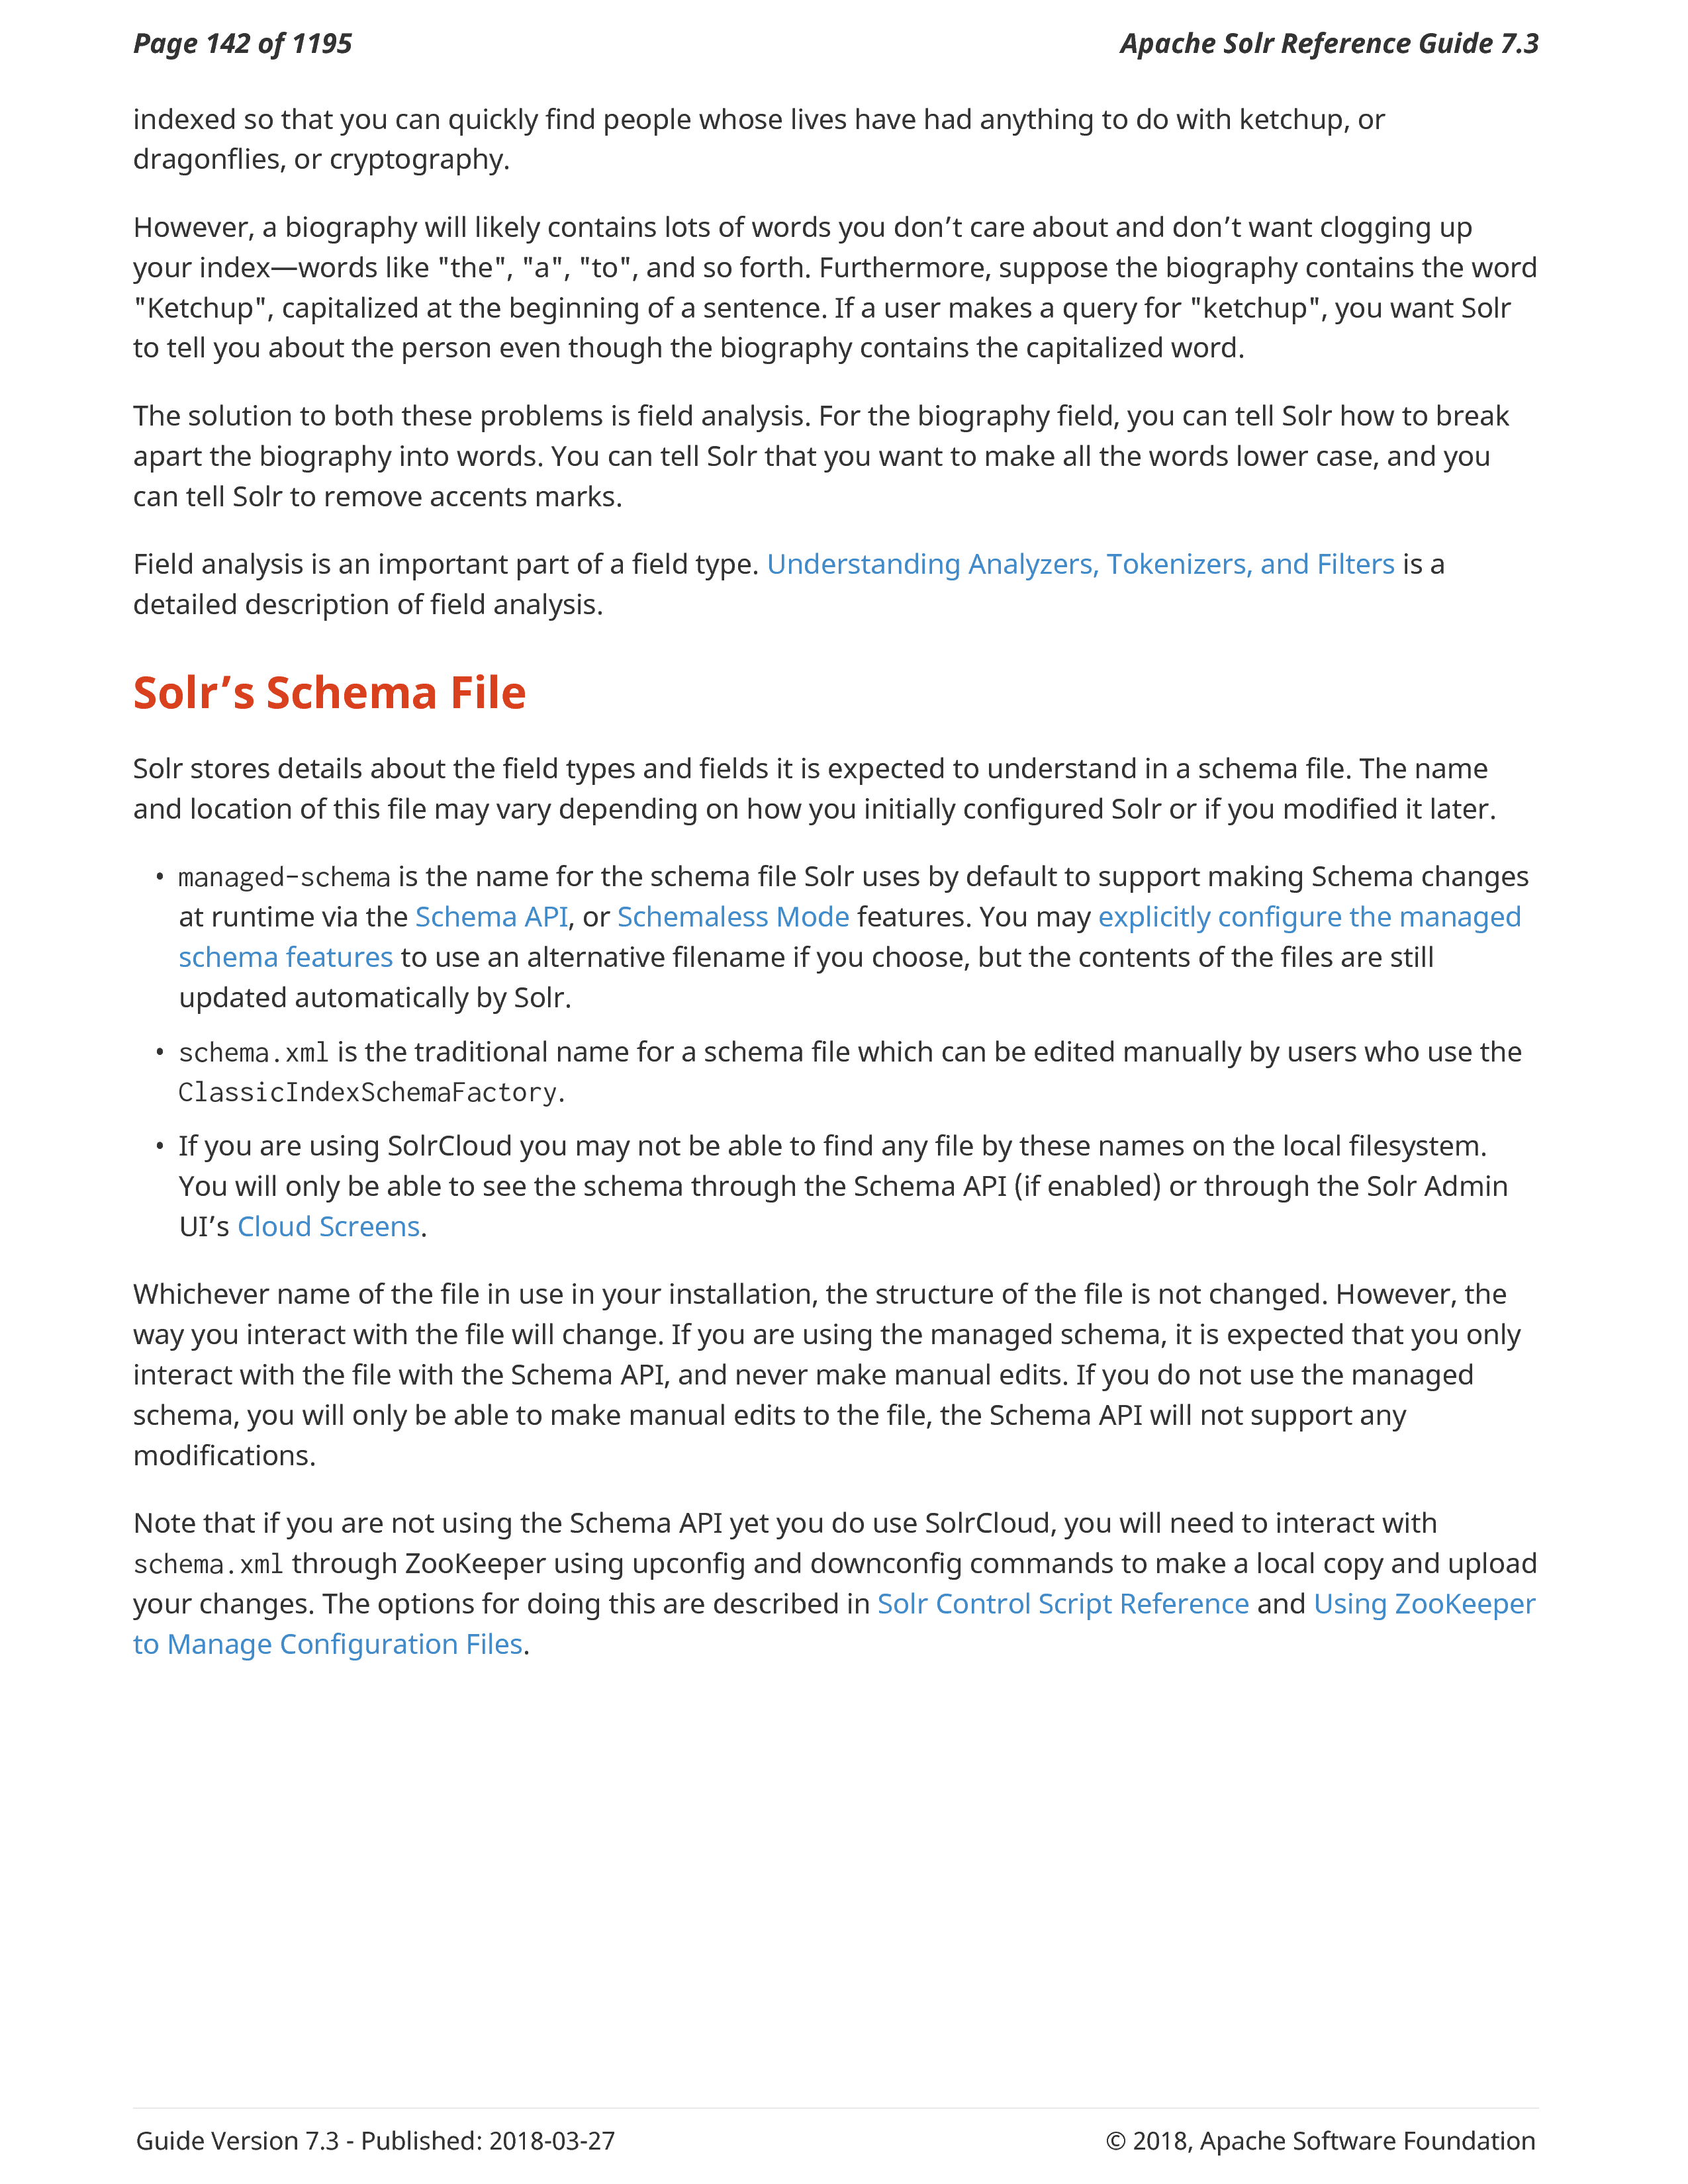 Page 142 of 1195
Apache Solr Reference Guide 7.3
indexed so that you can quickly find people whose lives have had anything to do with ketchup, or
dragonflies, or cryptography.
However, a biography will likely contains lots of words you don’t care about and don’t want clogging up
your index—words like "the", "a", "to", and so forth. Furthermore, suppose the biography contains the word
"Ketchup", capitalized at the beginning of a sentence. If a user makes a query for "ketchup", you want Solr
to tell you about the person even though the biography contains the capitalized word.
The solution to both these problems is field analysis. For the biography field, you can tell Solr how to break
apart the biography into words. You can tell Solr that you want to make all the words lower case, and you
can tell Solr to remove accents marks.
Field analysis is an important part of a field type. Understanding Analyzers, Tokenizers, and Filters is a
detailed description of field analysis.
Solr’s Schema File
Solr stores details about the field types and fields it is expected to understand in a schema file. The name
and location of this file may vary depending on how you initially configured Solr or if you modified it later.
• managed-schema is the name for the schema file Solr uses by default to support making Schema changes
at runtime via the Schema API, or Schemaless Mode features. You may explicitly configure the managed
schema features to use an alternative filename if you choose, but the contents of the files are still
updated automatically by Solr.
• schema.xml is the traditional name for a schema file which can be edited manually by users who use the
ClassicIndexSchemaFactory.
• If you are using SolrCloud you may not be able to find any file by these names on the local filesystem.
You will only be able to see the schema through the Schema API (if enabled) or through the Solr Admin
UI’s Cloud Screens.
Whichever name of the file in use in your installation, the structure of the file is not changed. However, the
way you interact with the file will change. If you are using the managed schema, it is expected that you only
interact with the file with the Schema API, and never make manual edits. If you do not use the managed
schema, you will only be able to make manual edits to the file, the Schema API will not support any
modifications.
Note that if you are not using the Schema API yet you do use SolrCloud, you will need to interact with
schema.xml through ZooKeeper using upconfig and downconfig commands to make a local copy and upload
your changes. The options for doing this are described in Solr Control Script Reference and Using ZooKeeper
to Manage Configuration Files.
Guide Version 7.3 - Published: 2018-03-27
© 2018, Apache Software Foundation